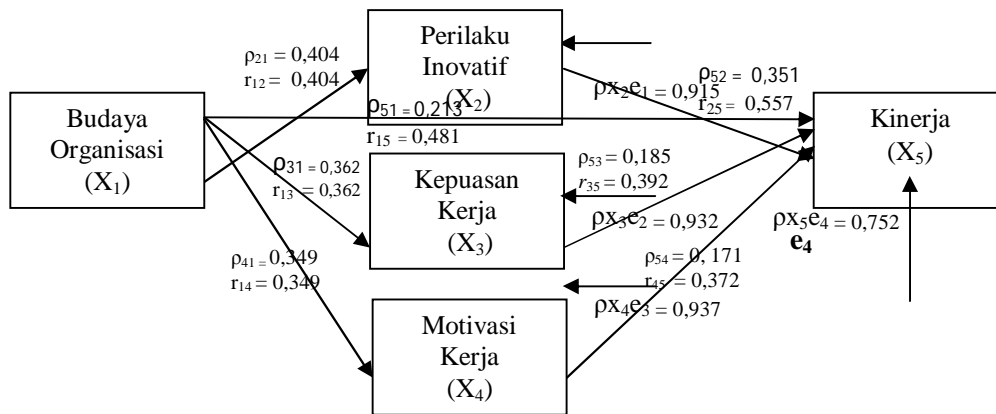 Perilaku
Inovatif
(X₂)
ρ₂₁ = 0,404
r₁₂ = 0,404
ρx₂e₁ = 0,915
ρ₅₂ = 0,351
r₂₅ = 0,557
Budaya
Organisasi
(X₁)
ρ₅₁ = 0,213
r₁₅ = 0,481
Kinerja
(X₅)
ρ₃₁ = 0,362
r₁₃ = 0,362
Kepuasan
Kerja
(X₃)
ρ₅₃ = 0,185
r₃₅ = 0,392
ρx₃e₂ = 0,932
ρx₅e₄ = 0,752
e₄
ρ₄₁ = 0,349
r₁₄ = 0,349
ρ₅₄ = 0, 171
r₄₅ = 0,372
ρx₄e₃ = 0,937
Motivasi
Kerja
(X₄)